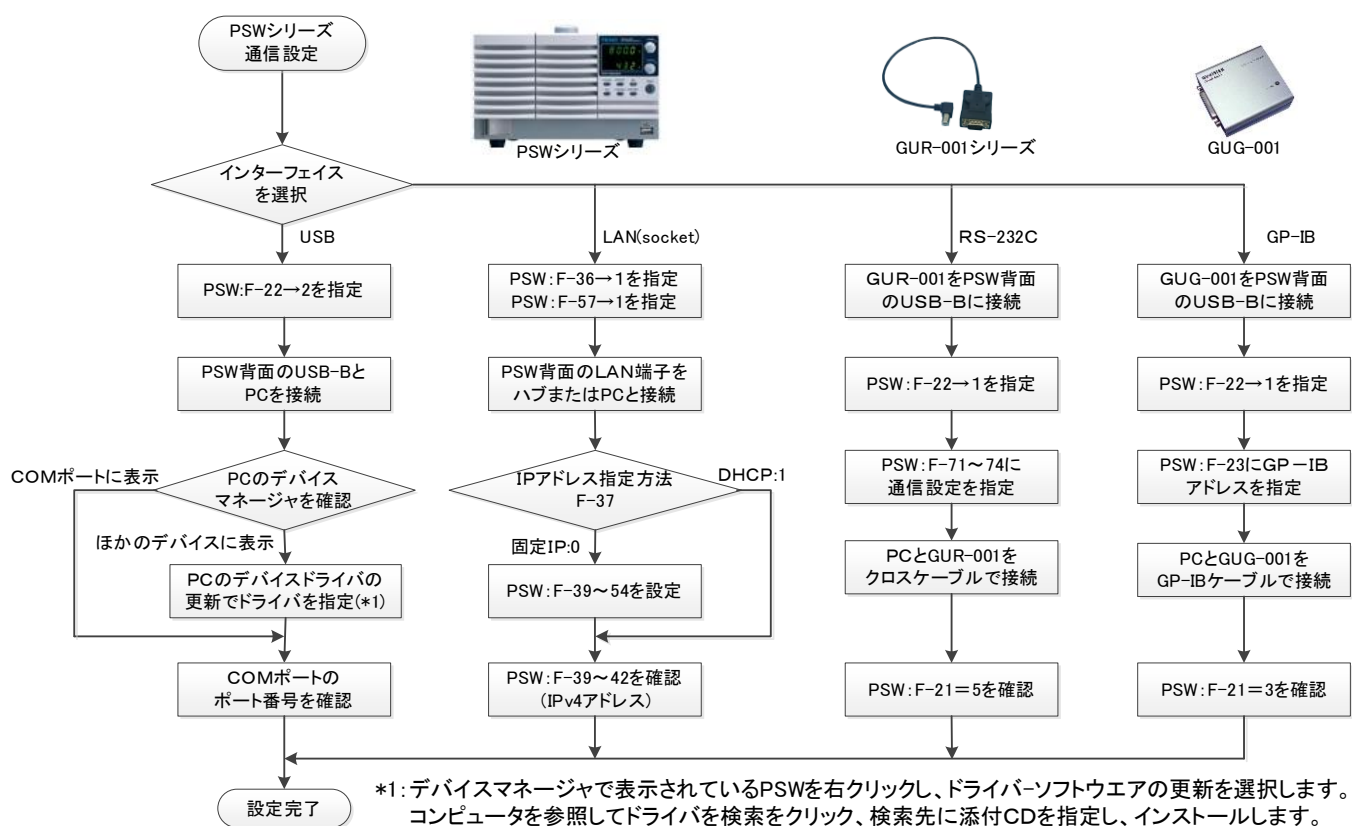 PSWシリーズ
通信設定
PSWシリーズ
GUR-001シリーズ
GUG-001
インターフェイス
を選択
USB
LAN(socket)
RS-232C
GP-IB
PSW:F-22→2を指定
PSW:F-36→1を指定
PSW:F-57→1を指定
GUR-001をPSW背面
のUSB-Bに接続
GUG-001をPSW背面
のUSB-Bに接続
PSW背面のUSB-Bと
PCを接続
PSW背面のLAN端子を
ハブまたはPCと接続
PSW:F-22→1を指定
PSW:F-22→1を指定
COMポートに表示
PCのデバイス
マネージャを確認
IPアドレス指定方法
F-37
DHCP:1
PSW:F-71～74に
通信設定を指定
PSW:F-23にGP-IB
アドレスを指定
ほかのデバイスに表示
固定IP:0
PCのデバイスドライバの
更新でドライバを指定(*1)
PSW:F-39～54を設定
PCとGUR-001を
クロスケーブルで接続
PCとGUG-001を
GP-IBケーブルで接続
COMポートの
ポート番号を確認
PSW:F-39～42を確認
(IPv4アドレス)
PSW:F-21=5を確認
PSW:F-21=3を確認
設定完了
*1:デバイスマネージャで表示されているPSWを右クリックし、ドライバ-ソフトウエアの更新を選択します。
コンピュータを参照してドライバを検索をクリック、検索先に添付CDを指定し、インストールします。